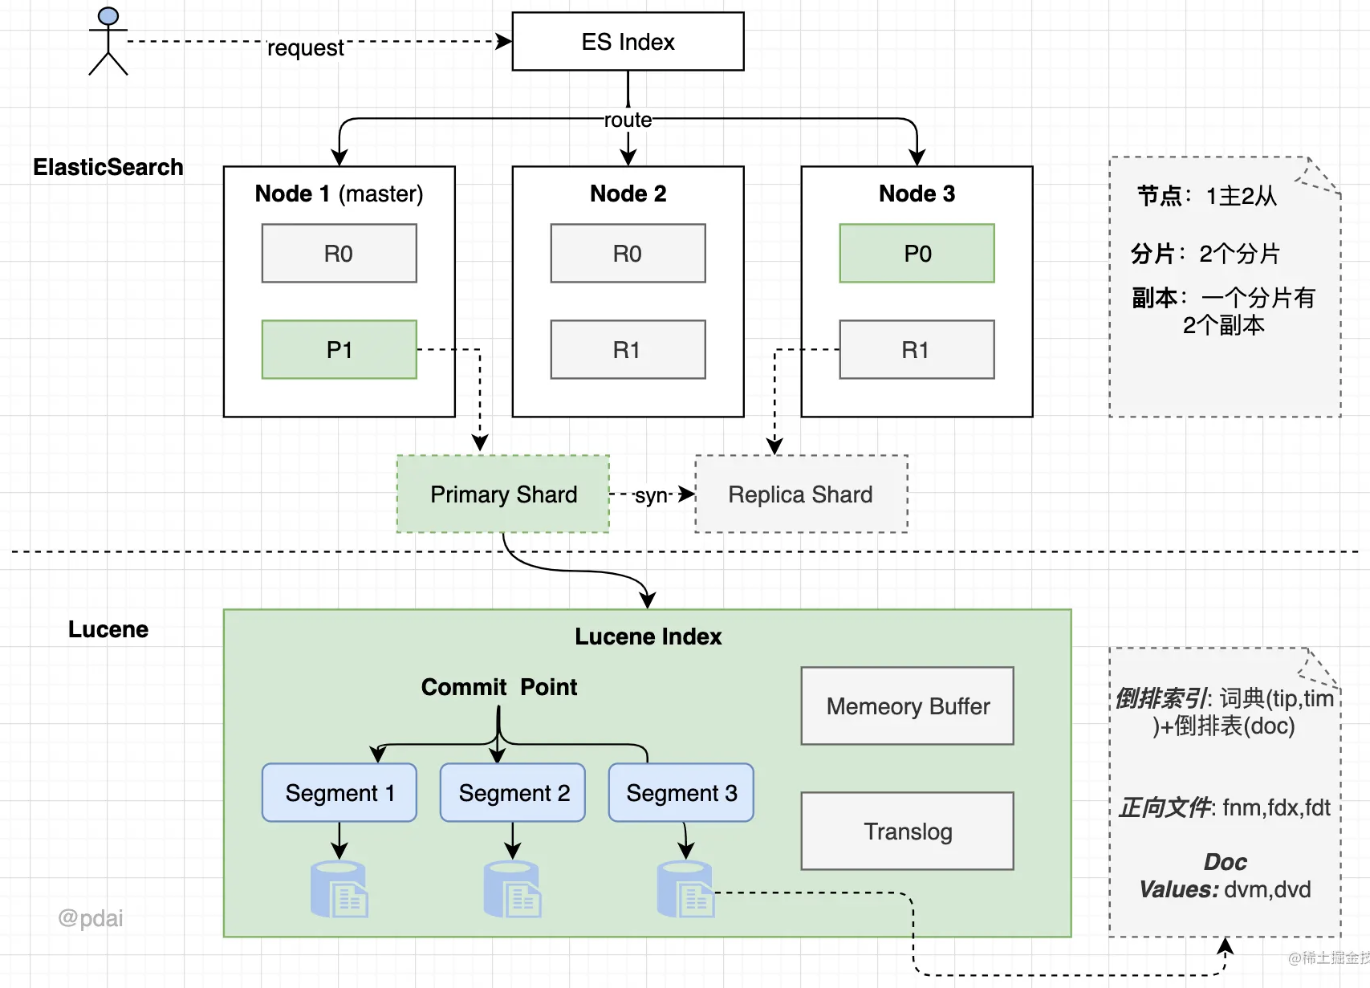 request
ES Index
route
ElasticSearch
Node 1 (master)
R0
P1
Node 2
R0
R1
Node 3
P0
R1
节点：1主2从
分片：2个分片
副本：一个分片有
2个副本
Primary Shard
syn
Replica Shard
Lucene
Lucene Index
Commit Point
Segment 1
Segment 2
Segment 3
Memeory Buffer
Translog
倒排索引: 词典(tip,tim
)+倒排表(doc)
正向文件: fnm,fdx,fdt
Doc
Values: dvm,dvd
@pdai
@稀土掘金技